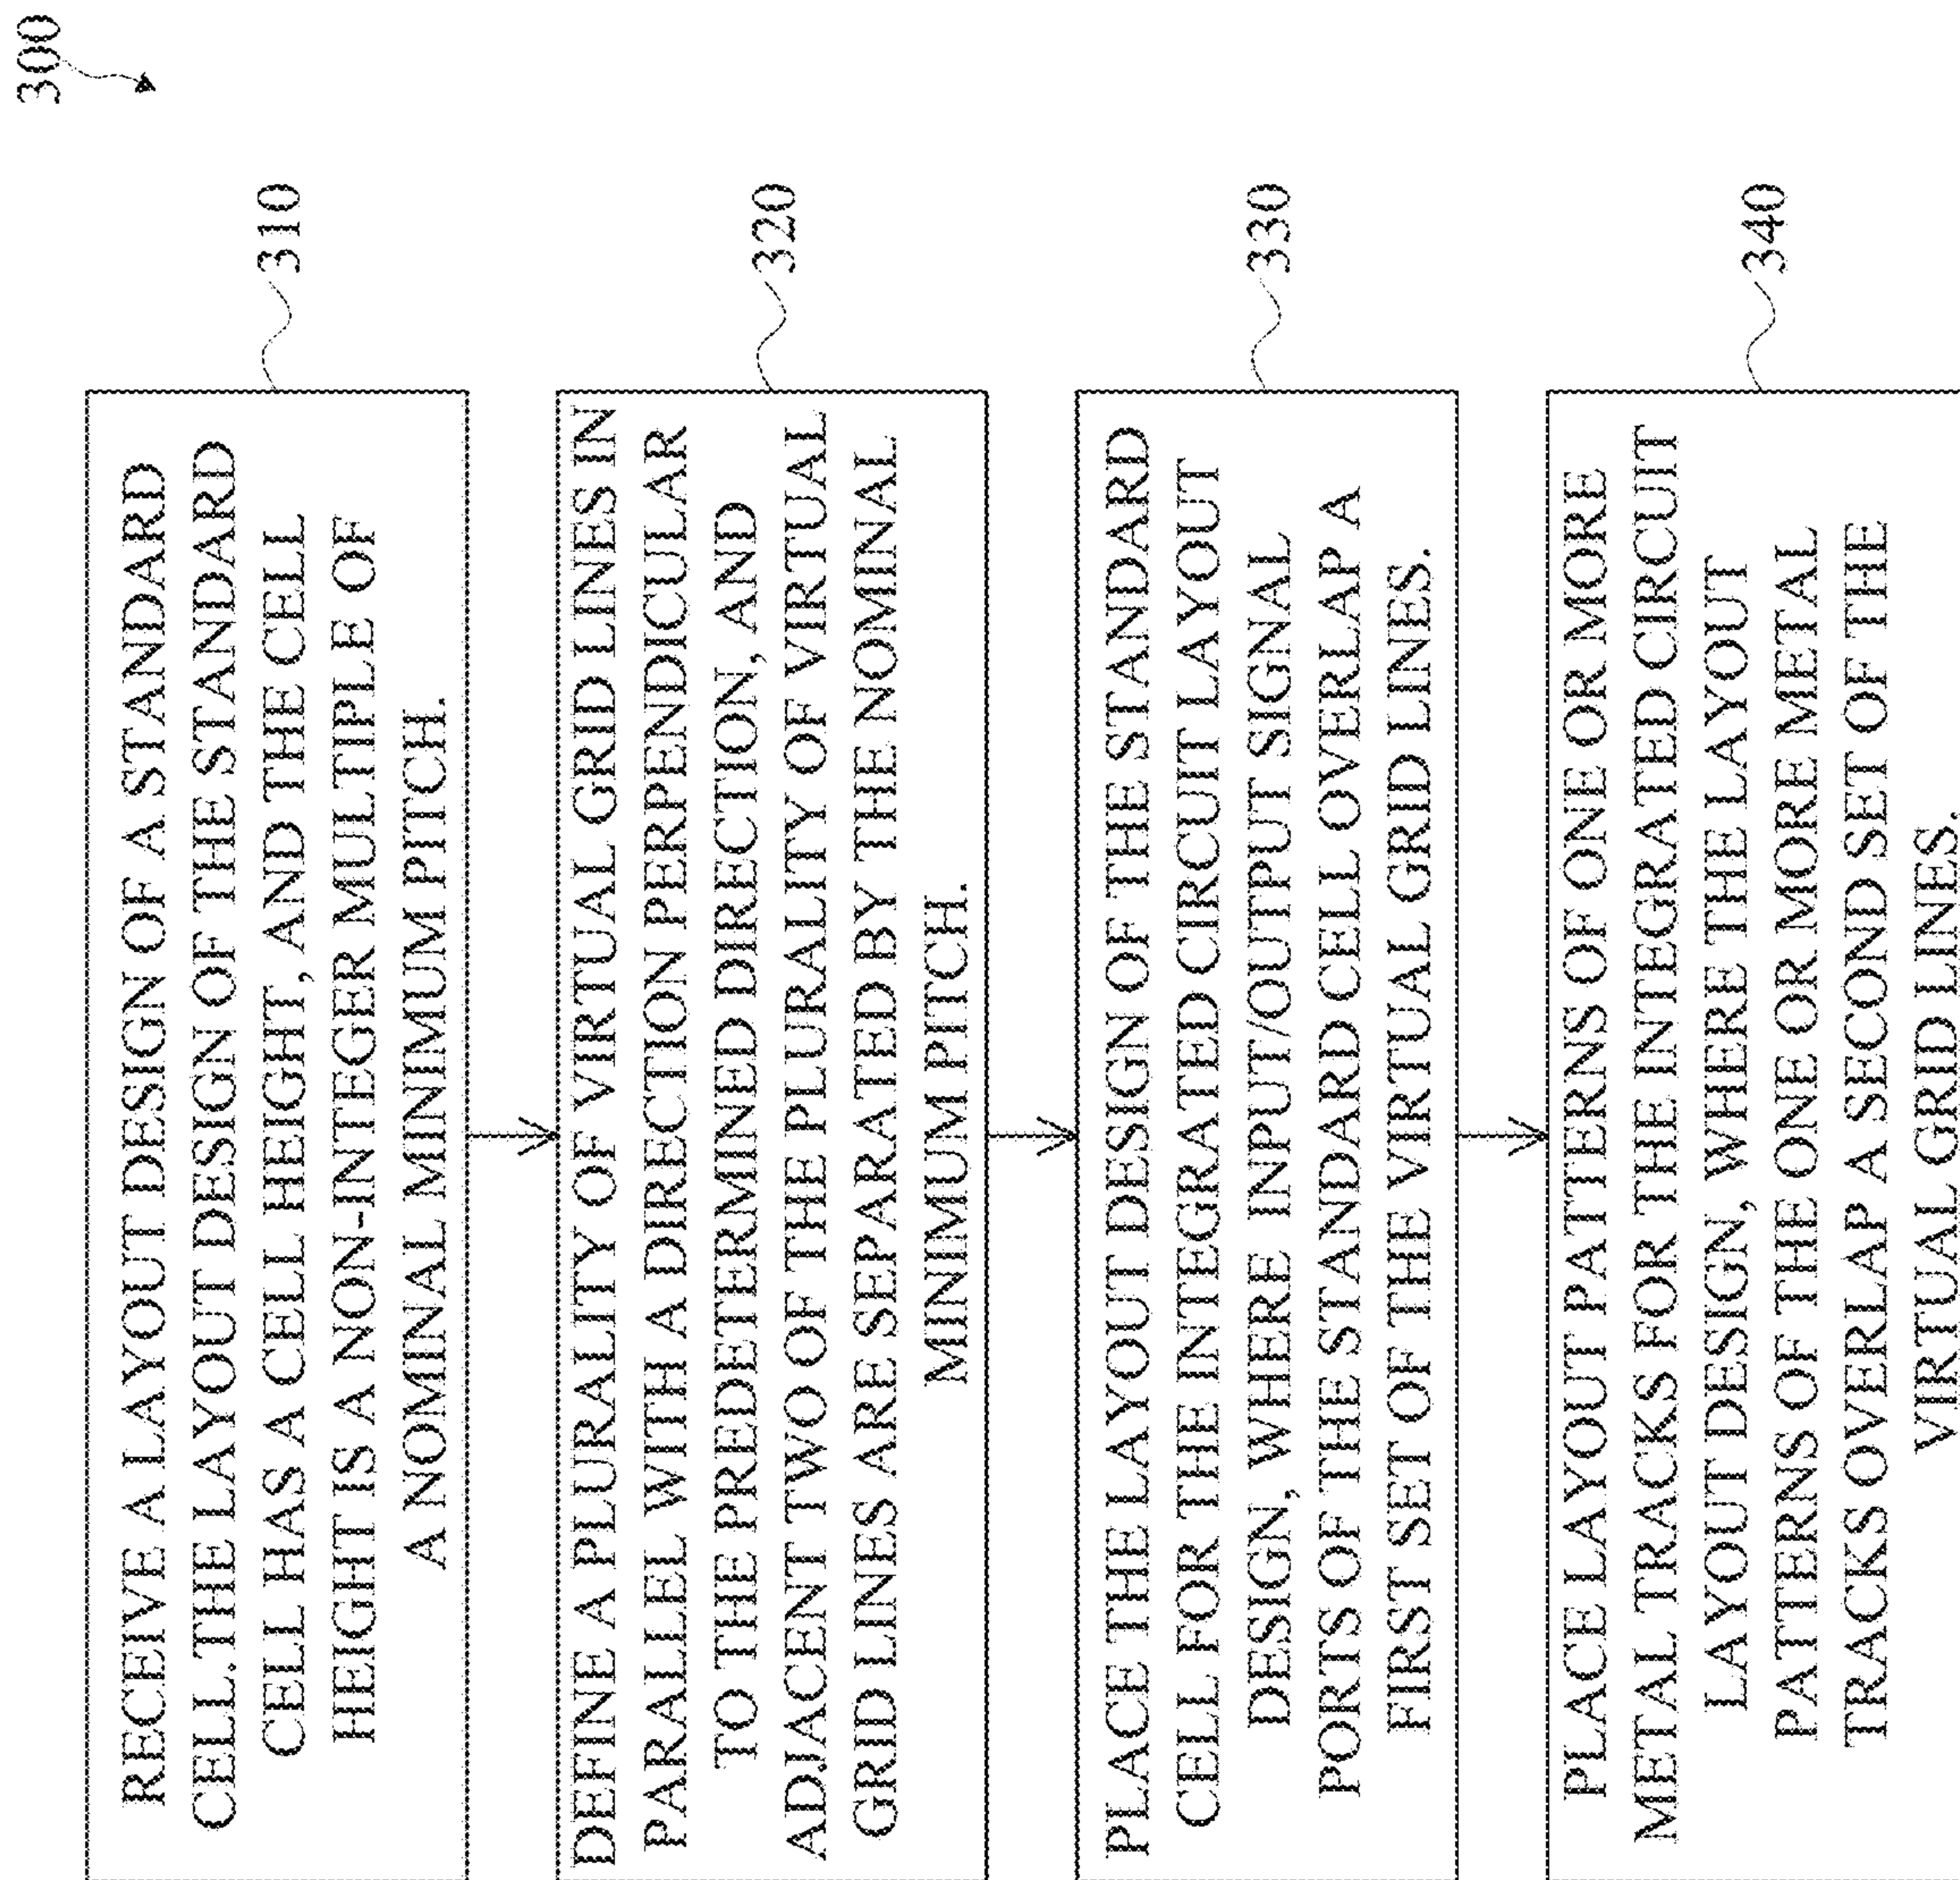 300
RECEIVE A LAYOUT DESIGN OF A STANDARD
CELL.THE LAYOUT DESIGN OF THE STANDARD
CELL HAS A CELL HEIGHT, AND THE CELL
HEIGHT IS A NON-INTEGER MULTIPLE OF
A NOMINAL MINIMUM PITCH.
310
DEFINE A PLURALITY OF VIRTUAL GRID LINES IN
PARALLEL WITH A DIRECTION PERPENDICULAR
TO THE PREDETERMINED DIRECTION, AND
ADJACENT TWO OF THE PLURALITY OF VIRTUAL
GRID LINES ARE SEPARATED BY THE NOMINAL
MINIMUM PITCH.
320
PLACE THE LAYOUT DESIGN OF THE STANDARD
CELL FOR THE INTEGRATED CIRCUIT LAYOUT
DESIGN, WHERE INPUT/OUTPUT SIGNAL
PORTS OF THE STANDARD CELL OVERLAP A
FIRST SET OF THE VIRTUAL GRID LINES.
330
PLACE LAYOUT PATTERNS OF ONE OR MORE
METAL TRACKS FOR THE INTEGRATED CIRCUIT
LAYOUT DESIGN, WHERE THE LAYOUT
PATTERNS OF THE ONE OR MORE METAL
TRACKS OVERLAP A SECOND SET OF THE
VIRTUAL GRID LINES.
340